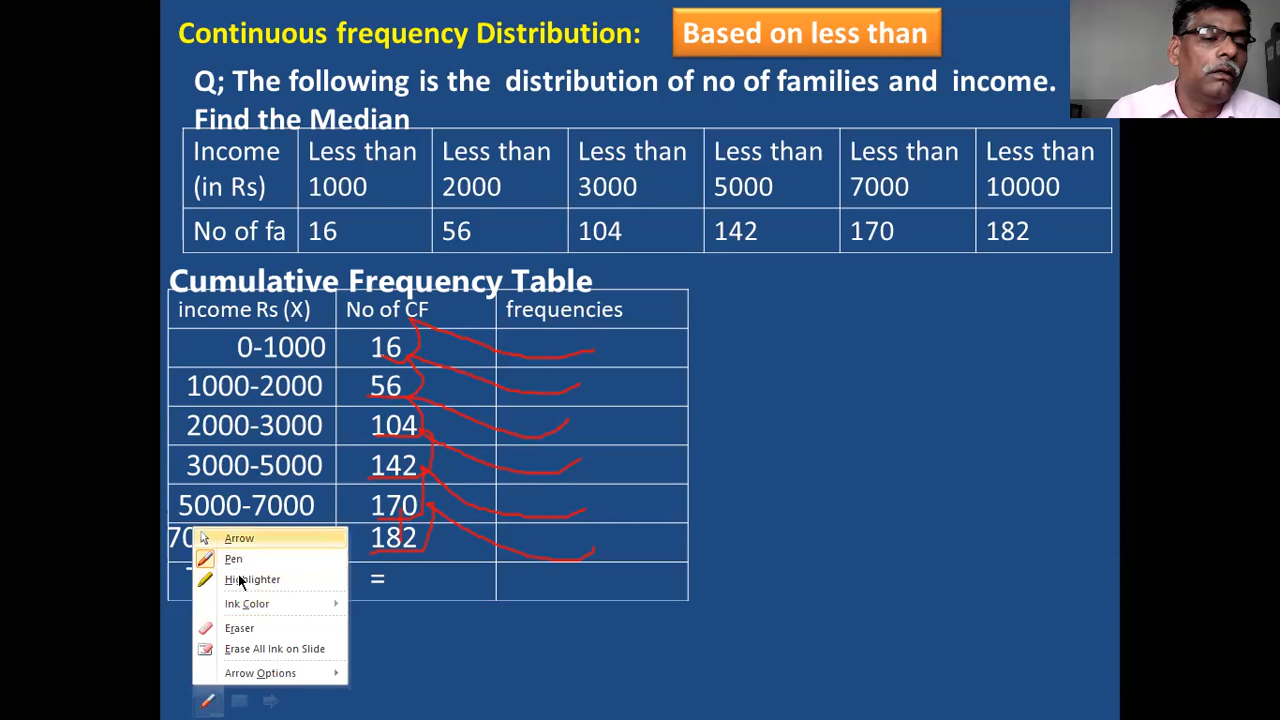 Continuous frequency Distribution:
Based on less than
Q; The following is the distribution of no of families and income.
Find the Median
Income (in Rs) Less than 1000 Less than 2000 Less than 3000 Less than 5000 Less than 7000 Less than 10000
No of fa 16 56 104 142 170 182
Cumulative Frequency Table
income Rs (X) No of CF frequencies
0-1000 16
1000-2000 56
2000-3000 104
3000-5000 142
5000-7000 170
70 182
=
Arrow
Pen
Highlighter
Ink Color
Eraser
Erase All Ink on Slide
Arrow Options